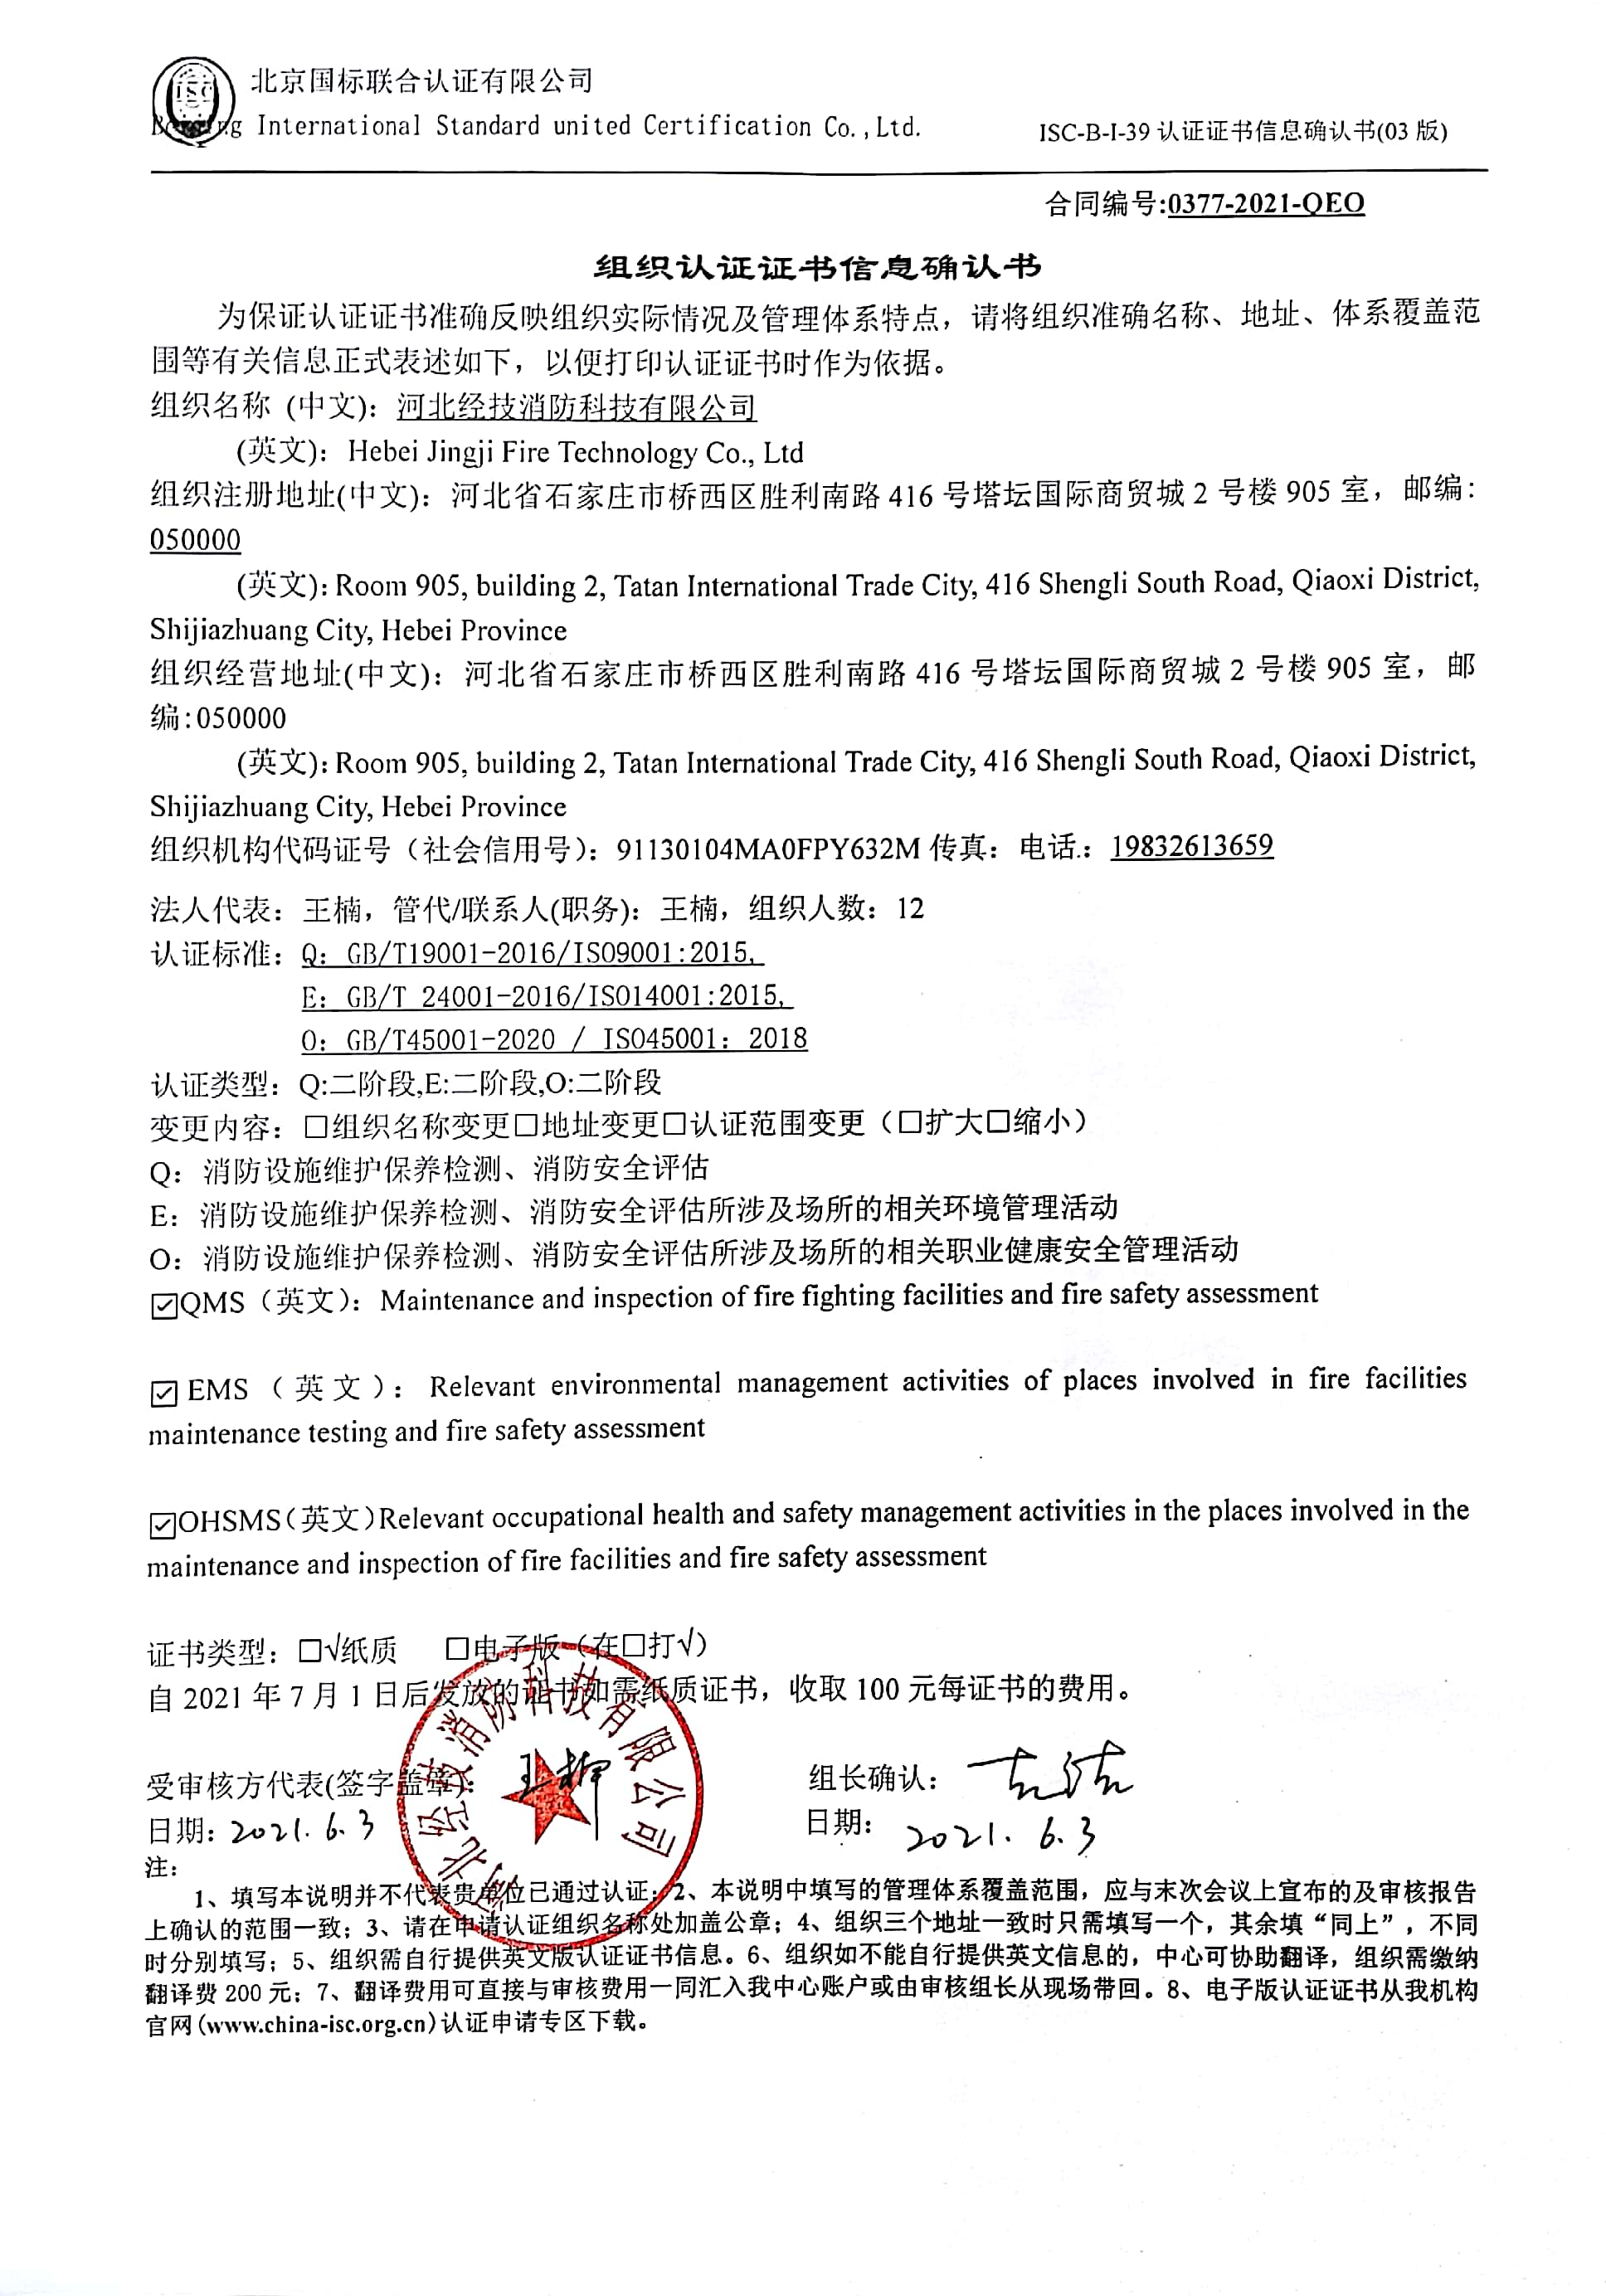 ISC
北京国标联合认证有限公司
Beijing International Standard united Certification Co.,Ltd.
ISC-B-I-39 认证证书信息确认书(03 版)
合同编号:0377-2021-QEO
组织认证证书信息确认书
为保证认证证书准确反映组织实际情况及管理体系特点，请将组织准确名称、地址、体系覆盖范
围等有关信息正式表述如下，以便打印认证证书时作为依据。
组织名称 (中文)：河北经技消防科技有限公司
(英文)：Hebei Jingji Fire Technology Co., Ltd
组织注册地址(中文)：河北省石家庄市桥西区胜利南路 416 号塔坛国际商贸城 2 号楼 905 室，邮编：
050000
(英文)：Room 905, building 2, Tatan International Trade City, 416 Shengli South Road, Qiaoxi District,
Shijiazhuang City, Hebei Province
组织经营地址(中文)：河北省石家庄市桥西区胜利南路 416 号塔坛国际商贸城 2 号楼 905 室，邮
编:050000
(英文)：Room 905, building 2, Tatan International Trade City, 416 Shengli South Road, Qiaoxi District,
Shijiazhuang City, Hebei Province
组织机构代码证号（社会信用号）：91130104MA0FPY632M 传真： 电话.：19832613659
法人代表：王楠，管代/联系人(职务)：王楠，组织人数：12
认证标准：Q：GB/T19001-2016/ISO9001:2015,
E：GB/T 24001-2016/ISO14001:2015,
O：GB/T45001-2020 / ISO45001：2018
认证类型：Q:二阶段,E:二阶段,O:二阶段
变更内容：□组织名称变更□地址变更□认证范围变更（□扩大□缩小）
Q：消防设施维护保养检测、消防安全评估
E：消防设施维护保养检测、消防安全评估所涉及场所的相关环境管理活动
O：消防设施维护保养检测、消防安全评估所涉及场所的相关职业健康安全管理活动
☑QMS（英文）：Maintenance and inspection of fire fighting facilities and fire safety assessment
☑ EMS （ 英 文 ）： Relevant environmental management activities of places involved in fire facilities
maintenance testing and fire safety assessment
☑OHSMS（英文）Relevant occupational health and safety management activities in the places involved in the
maintenance and inspection of fire facilities and fire safety assessment
证书类型：□√纸质 □电子版（在□打√）
自 2021 年 7 月 1 日后发放的证书如需纸质证书，收取 100 元每证书的费用。
河北经技消防科技有限公司
受审核方代表(签字盖章)：王楠
组长确认：
日期：2021.6.3
日期：2021.6.3
注：
1、填写本说明并不代表贵单位已通过认证；2、本说明中填写的管理体系覆盖范围，应与末次会议上宣布的及审核报告
上确认的范围一致；3、请在申请认证组织名称处加盖公章；4、组织三个地址一致时只需填写一个，其余填“同上”，不同
时分别填写；5、组织需自行提供英文版认证证书信息。6、组织如不能自行提供英文信息的，中心可协助翻译，组织需缴纳
翻译费 200 元；7、翻译费用可直接与审核费用一同汇入我中心账户或由审核组长从现场带回。8、电子版认证证书从我机构
官网(www.china-isc.org.cn)认证申请专区下载。